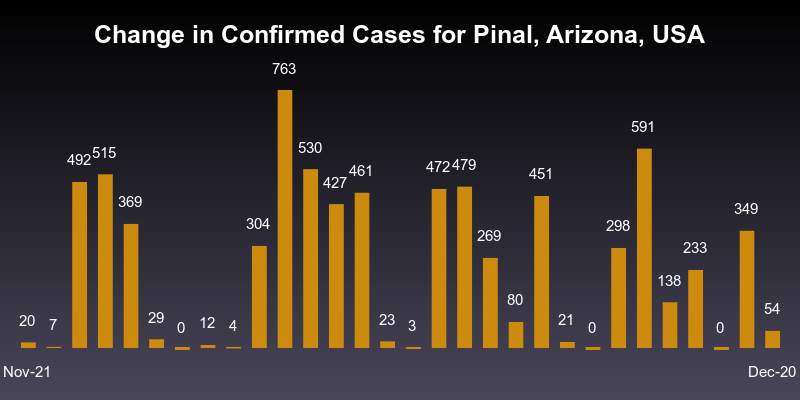 Change in Confirmed Cases for Pinal, Arizona, USA
20 7 492 515 369 29 0 12 4 304 763 530 427 461 23 3 472 479 269 80 451 21 0 298 591 138 233 0 349 54
Nov-21 Dec-20